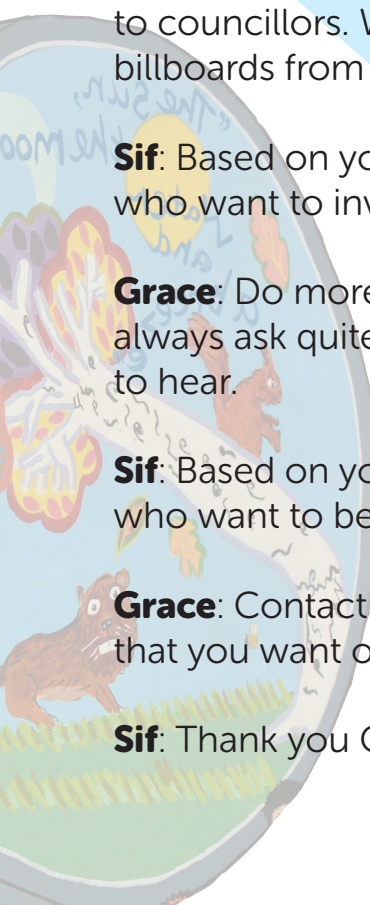 to councillors. W
billboards from
Sif: Based on yo
who want to inv
Grace: Do more
always ask quite
to hear.
Sif: Based on yo
who want to be
Grace: Contact
that you want o
Sif: Thank you G